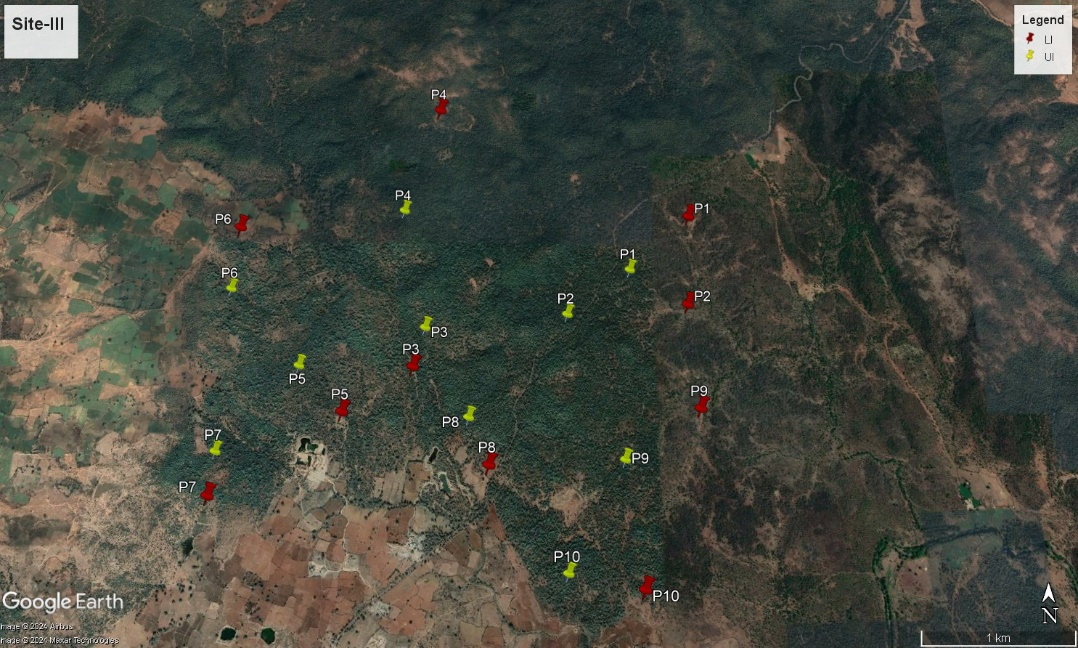 Site-III
Legend
LI
UI
P4
P4
P6
P1
P1
P6
P2
P2
P3
P3
P5
P5
P9
P8
P7
P8
P9
P7
P10
P10
Google Earth
Image © 2024 Airbus
Image © 2024 Maxar Technologies
N
1 km